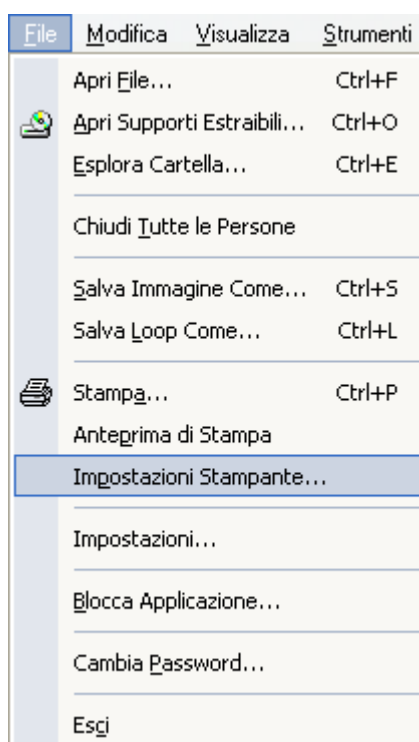 File Modifica Visualizza Strumenti
Apri File... Ctrl+F
Apri Supporti Estraibili... Ctrl+O
Esplora Cartella... Ctrl+E
Chiudi Tutte le Persone
Salva Immagine Come... Ctrl+S
Salva Loop Come... Ctrl+L
Stampa... Ctrl+P
Anteprima di Stampa
Impostazioni Stampante...
Impostazioni...
Blocca Applicazione...
Cambia Password...
Esci